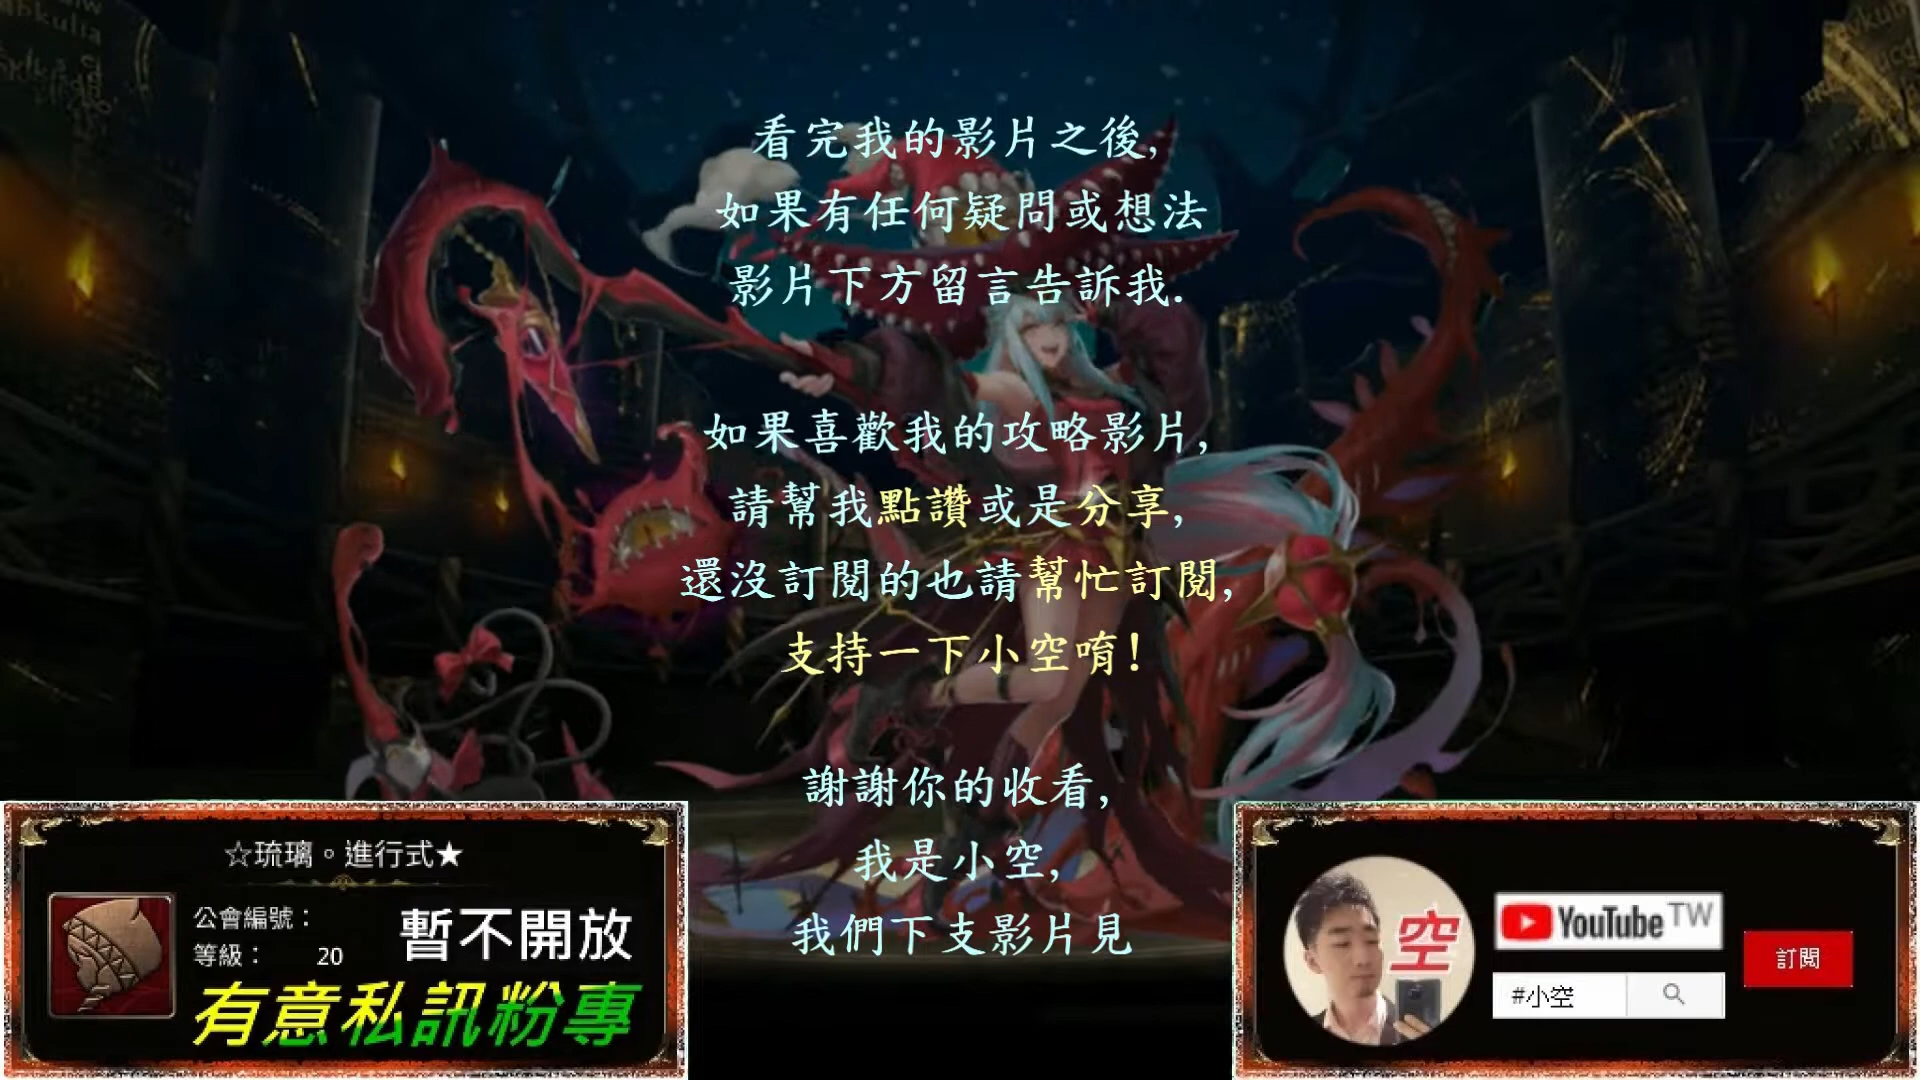 看完我的影片之後,
如果有任何疑問或想法
影片下方留言告訴我.
如果喜歡我的攻略影片,
請幫我點讚或是分享,
還沒訂閱的也請幫忙訂閱,
支持一下小空唷!
謝謝你的收看,
我是小空,
我們下支影片見
☆琉璃。進行式★
公會編號：
等級： 20
暫不開放
有意私訊粉專
空
YouTube TW
#小空
訂閱